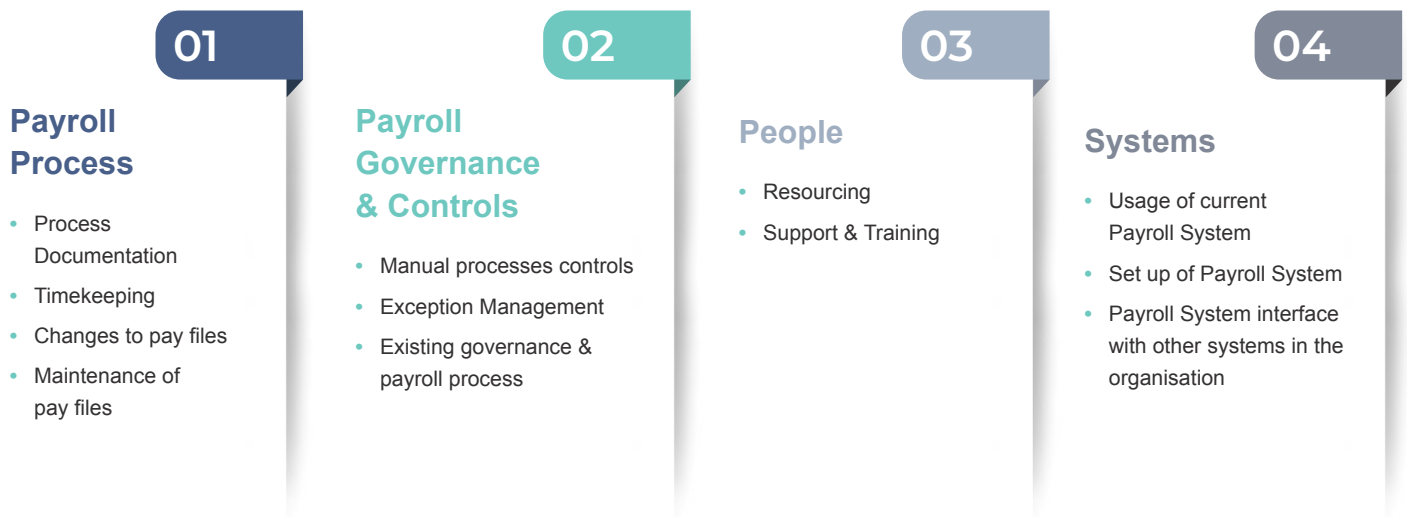 01
Payroll
Process
• Process
Documentation
• Timekeeping
• Changes to pay files
• Maintenance of
pay files
02
Payroll
Governance
& Controls
• Manual processes controls
• Exception Management
• Existing governance &
payroll process
03
People
• Resourcing
• Support & Training
04
Systems
• Usage of current
Payroll System
• Set up of Payroll System
• Payroll System interface
with other systems in the
organisation